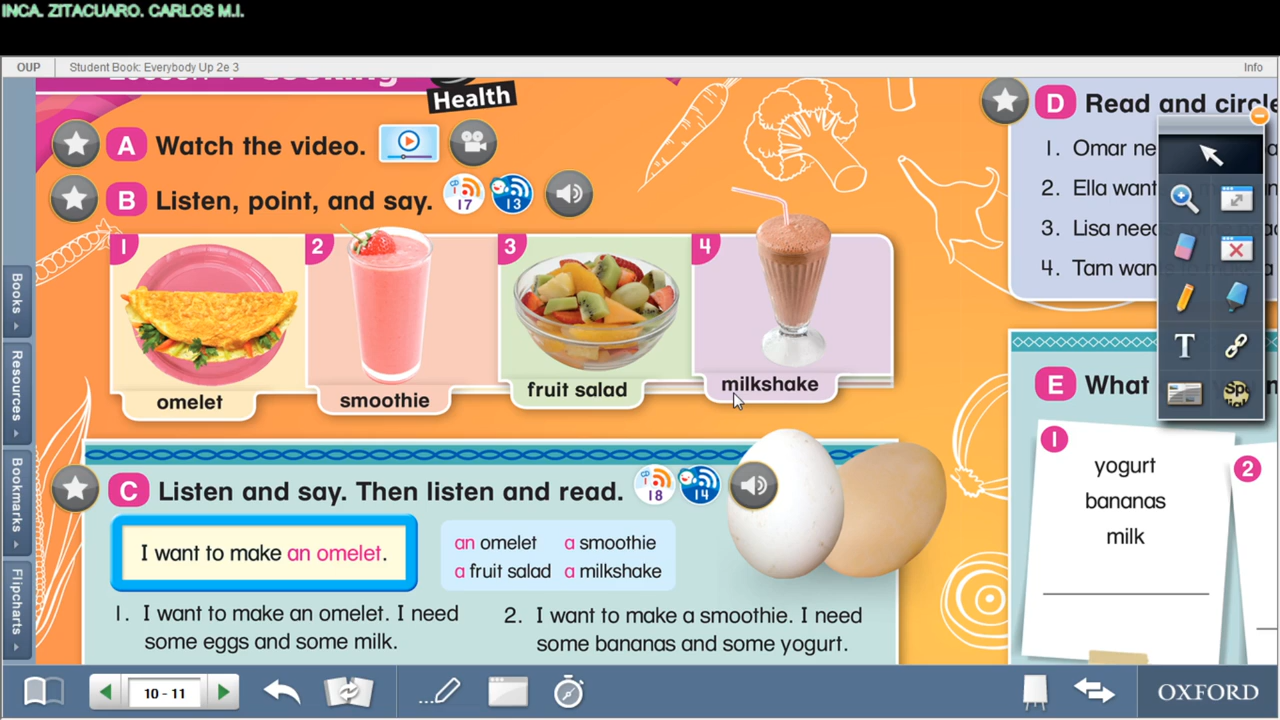 INCA. ZITACUARO. CARLOS M.I.
OUP
Student Book: Everybody Up 2e 3
Info
Health
A Watch the video.
B Listen, point, and say.
17
13
1
2
3
4
omelet
smoothie
fruit salad
milkshake
C Listen and say. Then listen and read.
18
14
I want to make an omelet.
an omelet a smoothie
a fruit salad a milkshake
1. I want to make an omelet. I need
some eggs and some milk.
2. I want to make a smoothie. I need
some bananas and some yogurt.
D Read and circle
1. Omar
2. Ella
3. Lisa
4. Tam
E What
1
yogurt
bananas
milk
2
T
Books
Resources
Bookmarks
Flipcharts
10 - 11
OXFORD